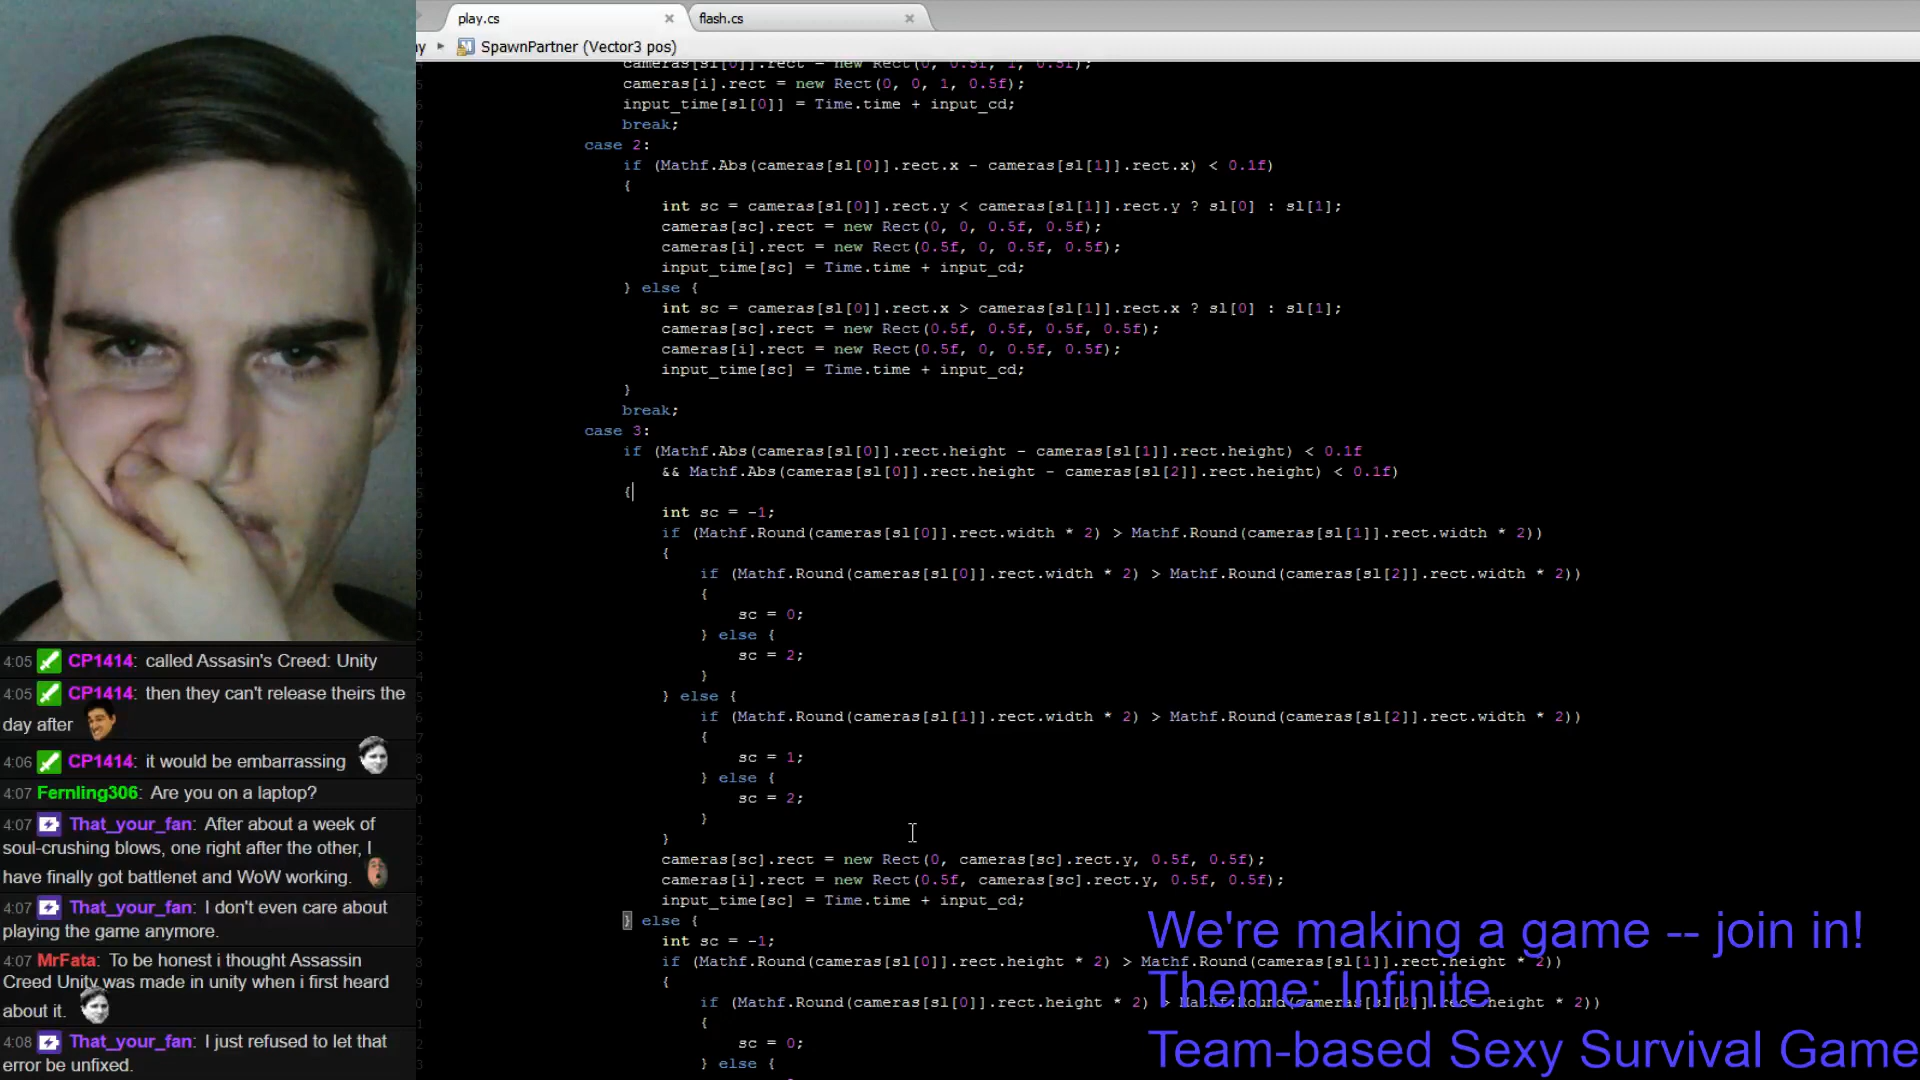 play.cs
flash.cs
SpawnPartner (Vector3 pos)
cameras[sl[0]].rect = new Rect(0, 0.5f, 1, 0.5f);
cameras[i].rect = new Rect(0, 0, 1, 0.5f);
input_time[sl[0]] = Time.time + input_cd;
break;
case 2:
if (Mathf.Abs(cameras[sl[0]].rect.x - cameras[sl[1]].rect.x) < 0.1f)
{
int sc = cameras[sl[0]].rect.y < cameras[sl[1]].rect.y ? sl[0] : sl[1];
cameras[sc].rect = new Rect(0, 0, 0.5f, 0.5f);
cameras[i].rect = new Rect(0.5f, 0, 0.5f, 0.5f);
input_time[sc] = Time.time + input_cd;
} else {
int sc = cameras[sl[0]].rect.x > cameras[sl[1]].rect.x ? sl[0] : sl[1];
cameras[sc].rect = new Rect(0.5f, 0.5f, 0.5f, 0.5f);
cameras[i].rect = new Rect(0.5f, 0, 0.5f, 0.5f);
input_time[sc] = Time.time + input_cd;
}
break;
case 3:
if (Mathf.Abs(cameras[sl[0]].rect.height - cameras[sl[1]].rect.height) < 0.1f
&& Mathf.Abs(cameras[sl[0]].rect.height - cameras[sl[2]].rect.height) < 0.1f)
{
int sc = -1;
if (Mathf.Round(cameras[sl[0]].rect.width * 2) > Mathf.Round(cameras[sl[1]].rect.width * 2))
{
if (Mathf.Round(cameras[sl[0]].rect.width * 2) > Mathf.Round(cameras[sl[2]].rect.width * 2))
{
sc = 0;
} else {
sc = 2;
}
} else {
if (Mathf.Round(cameras[sl[1]].rect.width * 2) > Mathf.Round(cameras[sl[2]].rect.width * 2))
{
sc = 1;
} else {
sc = 2;
}
}
cameras[sc].rect = new Rect(0, cameras[sc].rect.y, 0.5f, 0.5f);
cameras[i].rect = new Rect(0.5f, cameras[sc].rect.y, 0.5f, 0.5f);
input_time[sc] = Time.time + input_cd;
} else {
int sc = -1;
if (Mathf.Round(cameras[sl[0]].rect.height * 2) > Mathf.Round(cameras[sl[1]].rect.height * 2))
{
if (Mathf.Round(cameras[sl[0]].rect.height * 2) > Mathf.Round(cameras[sl[2]].rect.height * 2))
{
sc = 0;
} else {
4:05 CP1414: called Assasin's Creed: Unity
4:05 CP1414: then they can't release theirs the
day after
4:06 CP1414: it would be embarrassing
4:07 Fernling306: Are you on a laptop?
4:07 That_your_fan: After about a week of
soul-crushing blows, one right after the other, I
have finally got battlenet and WoW working.
4:07 That_your_fan: I don't even care about
playing the game anymore.
4:07 MrFata: To be honest i thought Assassin
Creed Unity was made in unity when i first heard
about it.
4:08 That_your_fan: I just refused to let that
error be unfixed.
We're making a game -- join in!
Theme: Infinite
Team-based Sexy Survival Game